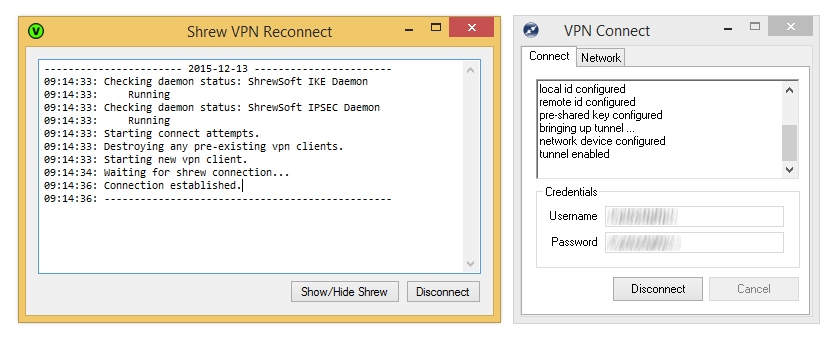 Shrew VPN Reconnect
---------------------- 2015-12-13 ----------------------
09:14:33: Checking daemon status: ShrewSoft IKE Daemon
09:14:33:     Running
09:14:33: Checking daemon status: ShrewSoft IPSEC Daemon
09:14:33:     Running
09:14:33: Starting connect attempts.
09:14:33: Destroying any pre-existing vpn clients.
09:14:33: Starting new vpn client.
09:14:34: Waiting for shrew connection...
09:14:36: Connection established.
09:14:36: ----------------------------------------------
Show/Hide Shrew
Disconnect
VPN Connect
Connect
Network
local id configured
remote id configured
pre-shared key configured
bringing up tunnel ...
network device configured
tunnel enabled
Credentials
Username
Password
Disconnect
Cancel